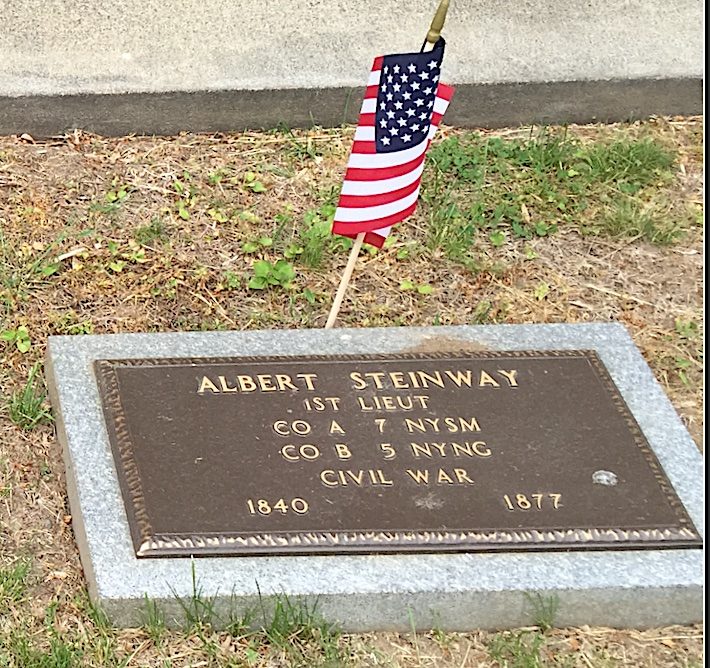 ALBERT STEINWAY
1ST LIEUT
CO A 7 NYSM
CO B 5 NYNG
CIVIL WAR
1840 1877